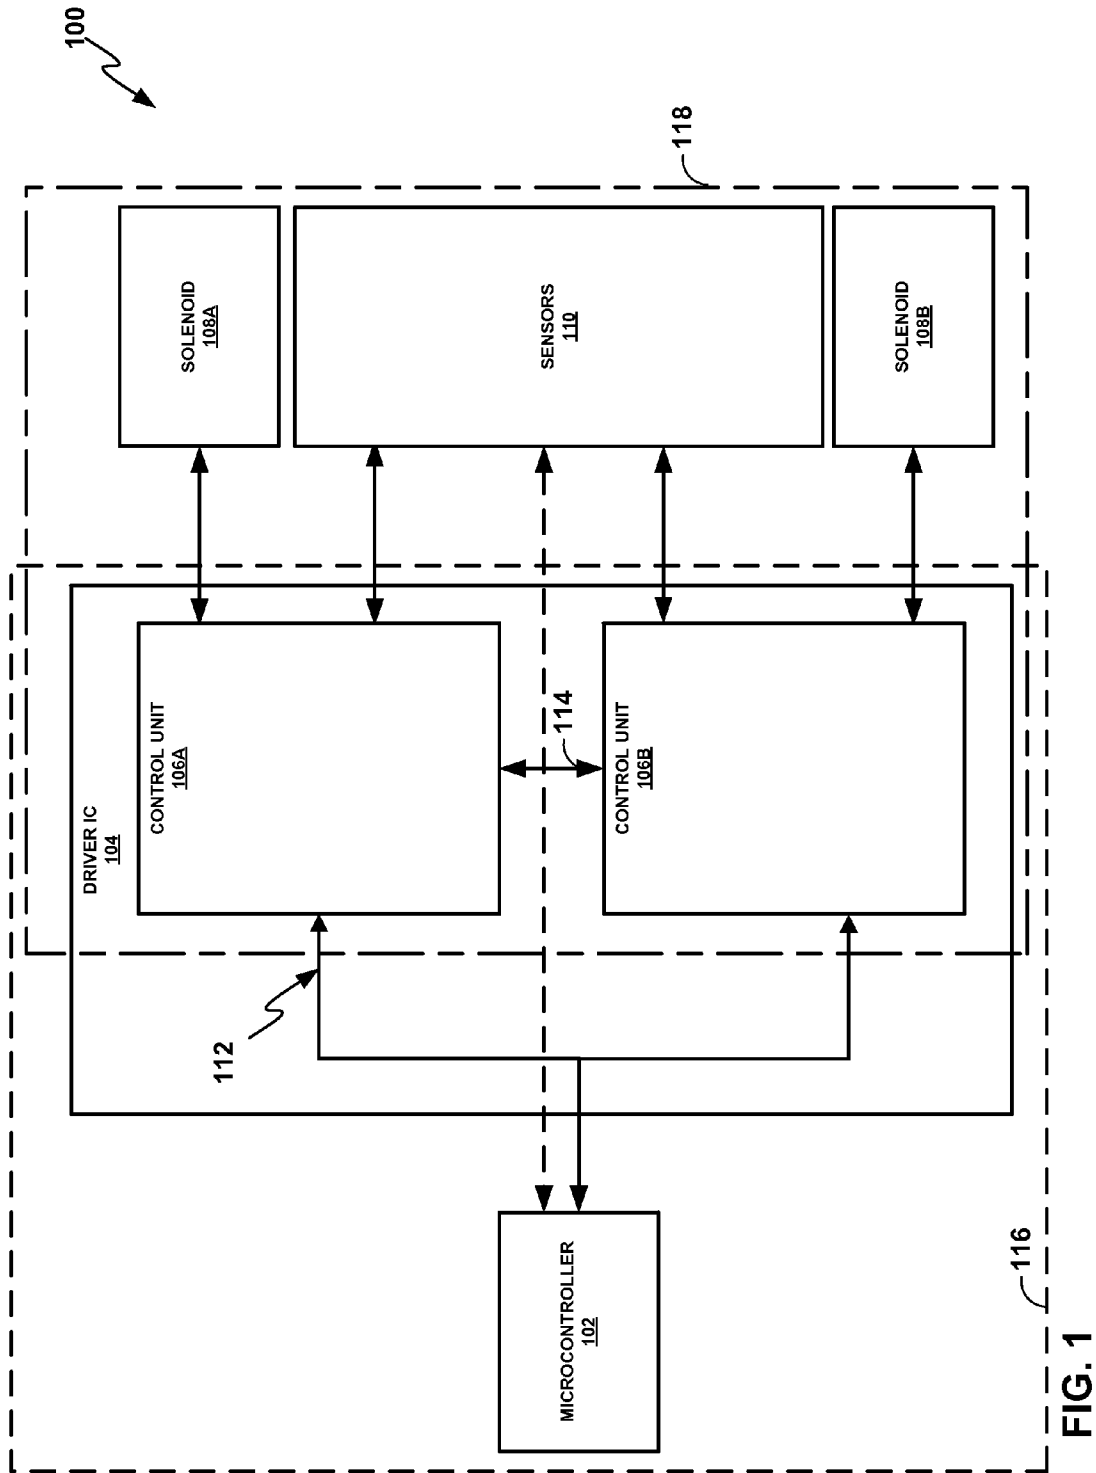 100
118
SOLENOID
108A
SENSORS
110
SOLENOID
108B
DRIVER IC
104
CONTROL UNIT
106A
114
CONTROL UNIT
106B
112
MICROCONTROLLER
102
116
FIG. 1